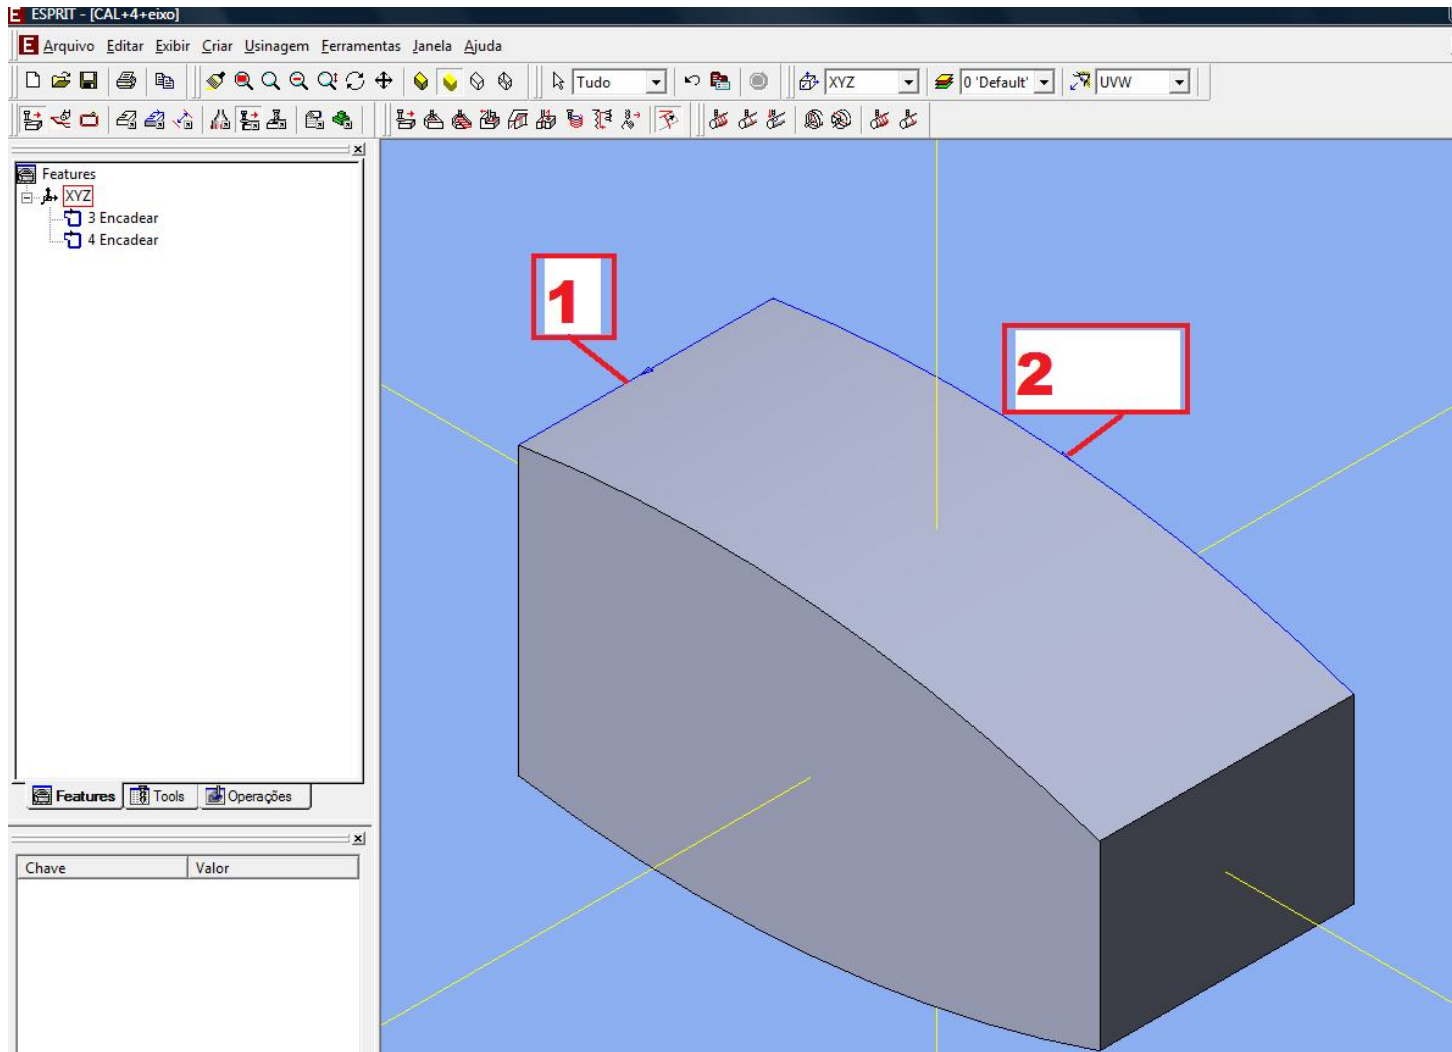 ESPRIT - [CAL+4+eixo]
Arquivo Editar Exibir Criar Usinagem Ferramentas Janela Ajuda
Tudo XYZ 0 'Default' UVW
Features
XYZ
3 Encadear
4 Encadear
1
2
Features Tools Operações
Chave Valor